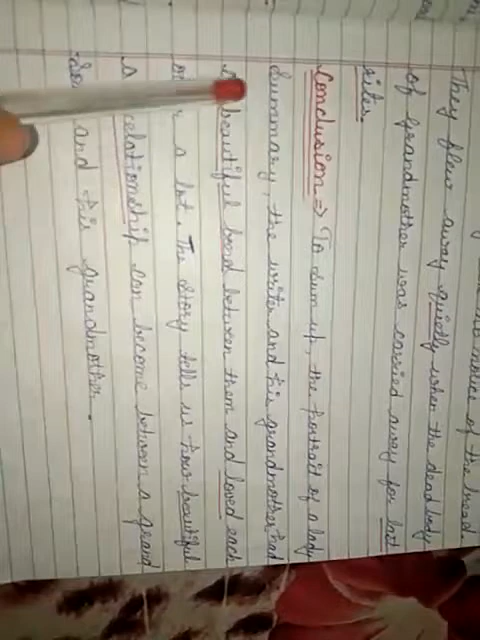 notice of the bread.
They flew away quietly when the dead body
of Grandmother was carried away for last
rites.
Conclusion => To sum up, the portrait of a lady
summary, the writer and his grandmother had
beautiful bond between them and loved each
a lot. The story tells us how beautiful
a relationship can become between a grand
and his grandmother.